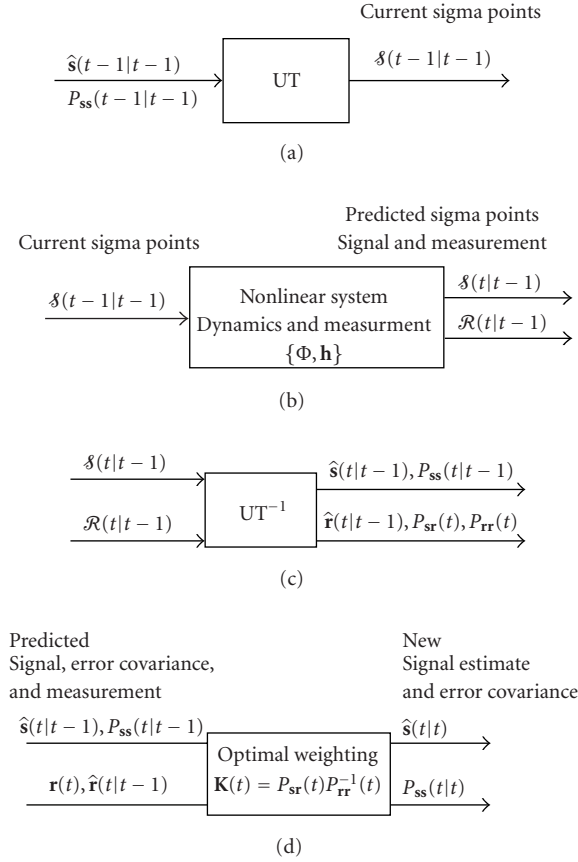 Current sigma points
ŝ(t−1|t−1)
P_ss(t−1|t−1)
UT
𝒮(t−1|t−1)
(a)
Predicted sigma points
Current sigma points
Signal and measurement
𝒮(t−1|t−1)
Nonlinear system
Dynamics and measurment
{Φ, h}
𝒮(t|t−1)
ℛ(t|t−1)
(b)
𝒮(t|t−1)
ℛ(t|t−1)
UT⁻¹
ŝ(t|t−1), P_ss(t|t−1)
r̂(t|t−1), P_sr(t), P_rr(t)
(c)
Predicted
Signal, error covariance,
and measurement
New
Signal estimate
and error covariance
ŝ(t|t−1), P_ss(t|t−1)
r(t), r̂(t|t−1)
Optimal weighting
K(t) = P_sr(t)P_rr⁻¹(t)
ŝ(t|t)
P_ss(t|t)
(d)